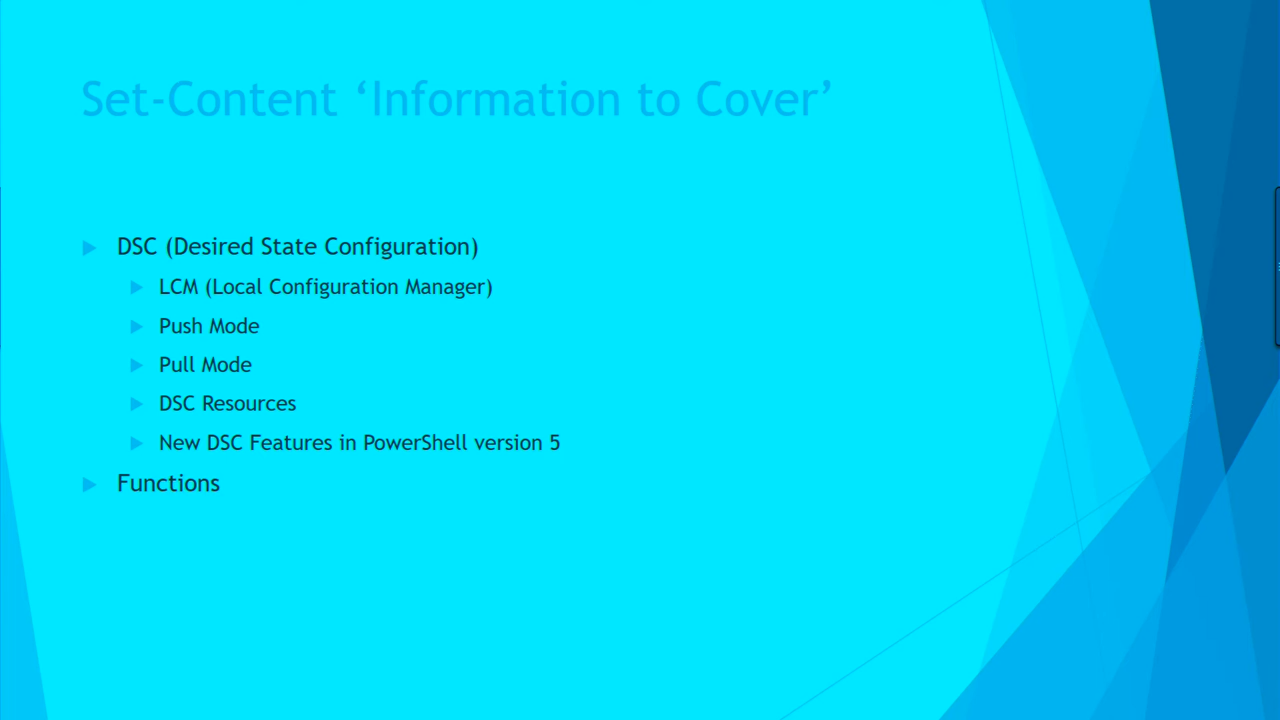 Set-Content ‘Information to Cover’
DSC (Desired State Configuration)
LCM (Local Configuration Manager)
Push Mode
Pull Mode
DSC Resources
New DSC Features in PowerShell version 5
Functions